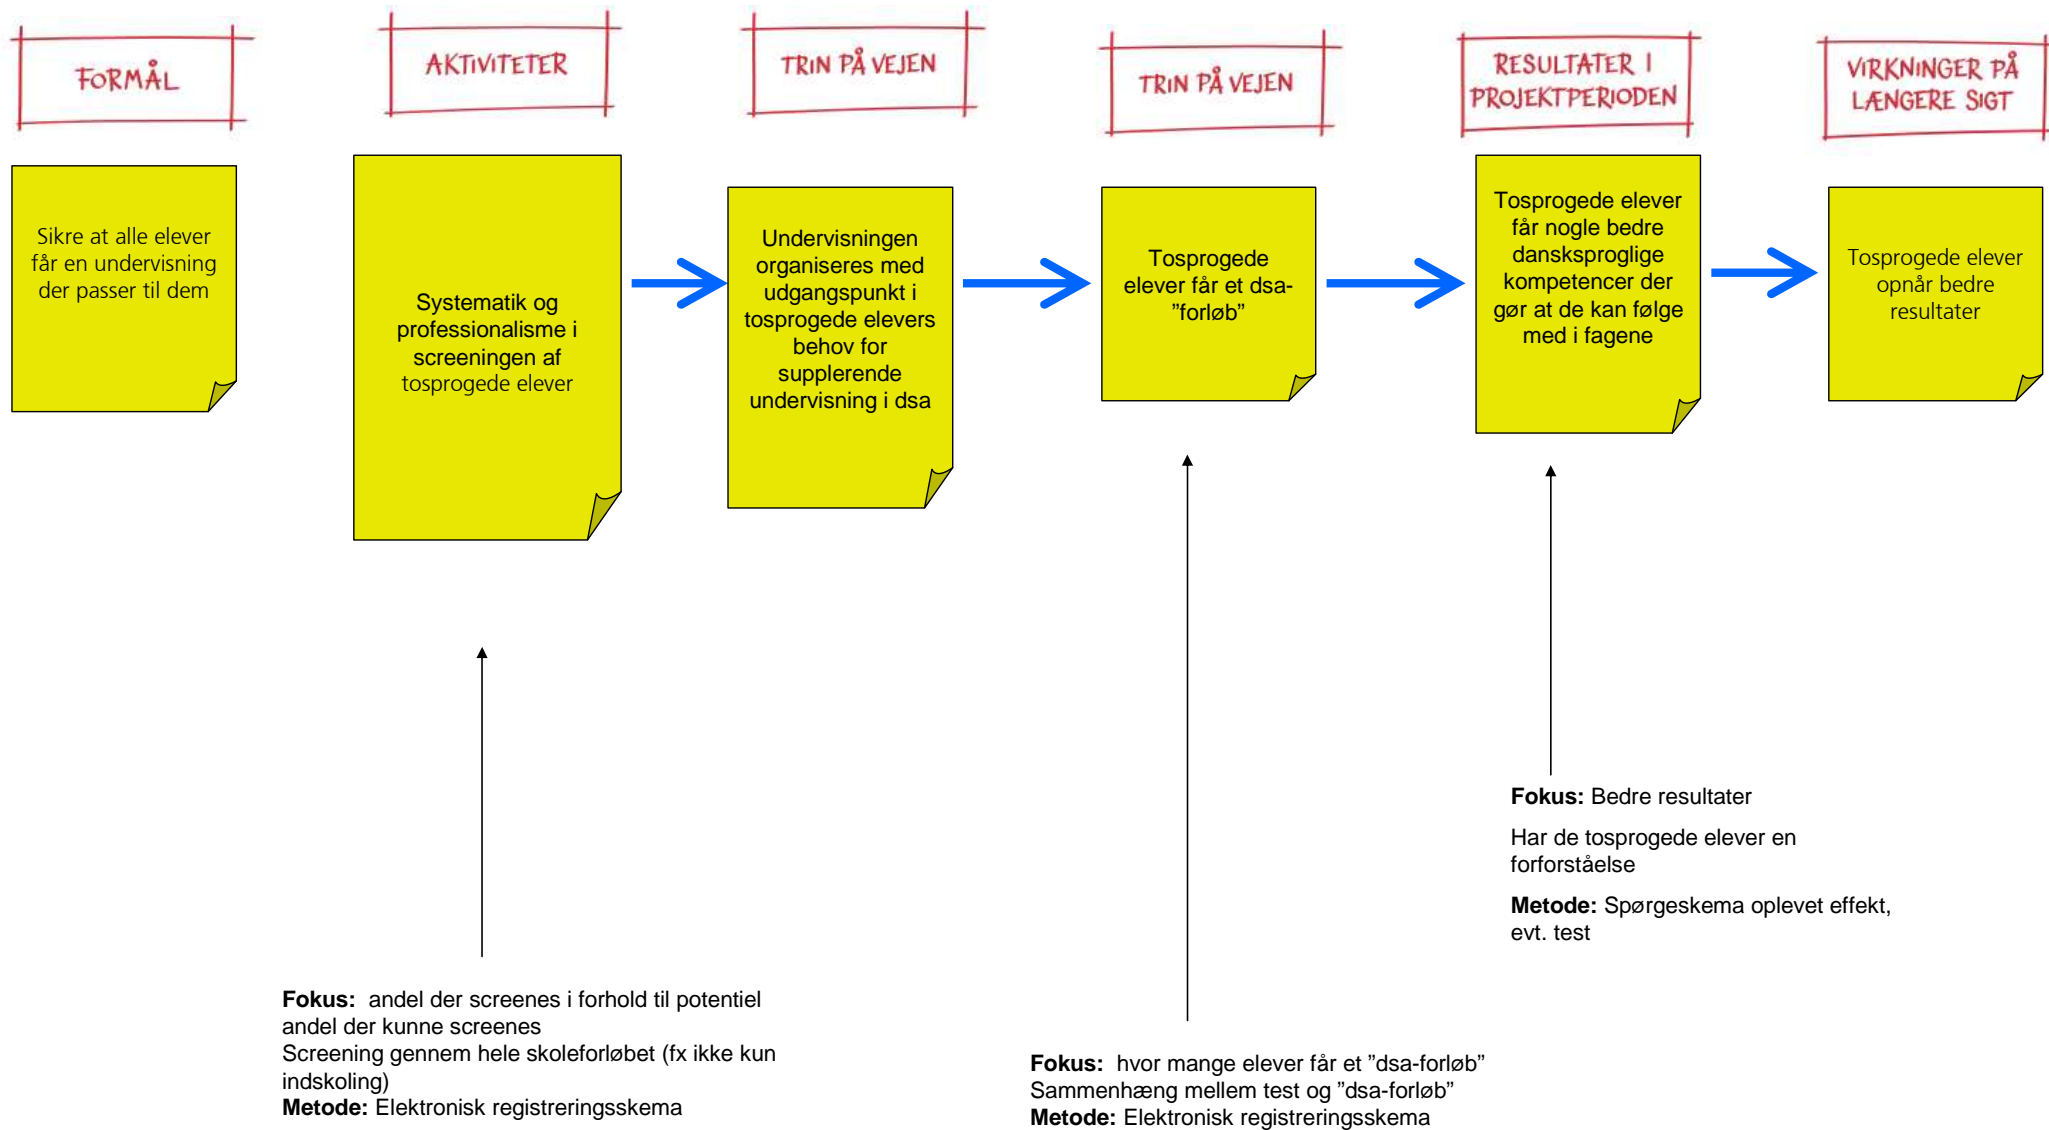 FORMÅL
AKTIVITETER
TRIN PÅ VEJEN
TRIN PÅ VEJEN
RESULTATER I
PROJEKTPERIODEN
VIRKNINGER PÅ
LÆNGERE SIGT
Sikre at alle elever
får en undervisning
der passer til dem
Systematik og
professionalisme i
screeningen af
tosprogede elever
Undervisningen
organiseres med
udgangspunkt i
tosprogede elevers
behov for
supplerende
undervisning i dsa
Tosprogede
elever får et dsa-
”forløb”
Tosprogede elever
får nogle bedre
dansksproglige
kompetencer der
gør at de kan følge
med i fagene
Tosprogede elever
opnår bedre
resultater
Fokus: andel der screenes i forhold til potentiel
andel der kunne screenes
Screening gennem hele skoleforløbet (fx ikke kun
indskoling)
Metode: Elektronisk registreringsskema
Fokus: hvor mange elever får et ”dsa-forløb”
Sammenhæng mellem test og ”dsa-forløb”
Metode: Elektronisk registreringsskema
Fokus: Bedre resultater
Har de tosprogede elever en
forforståelse
Metode: Spørgeskema oplevet effekt,
evt. test